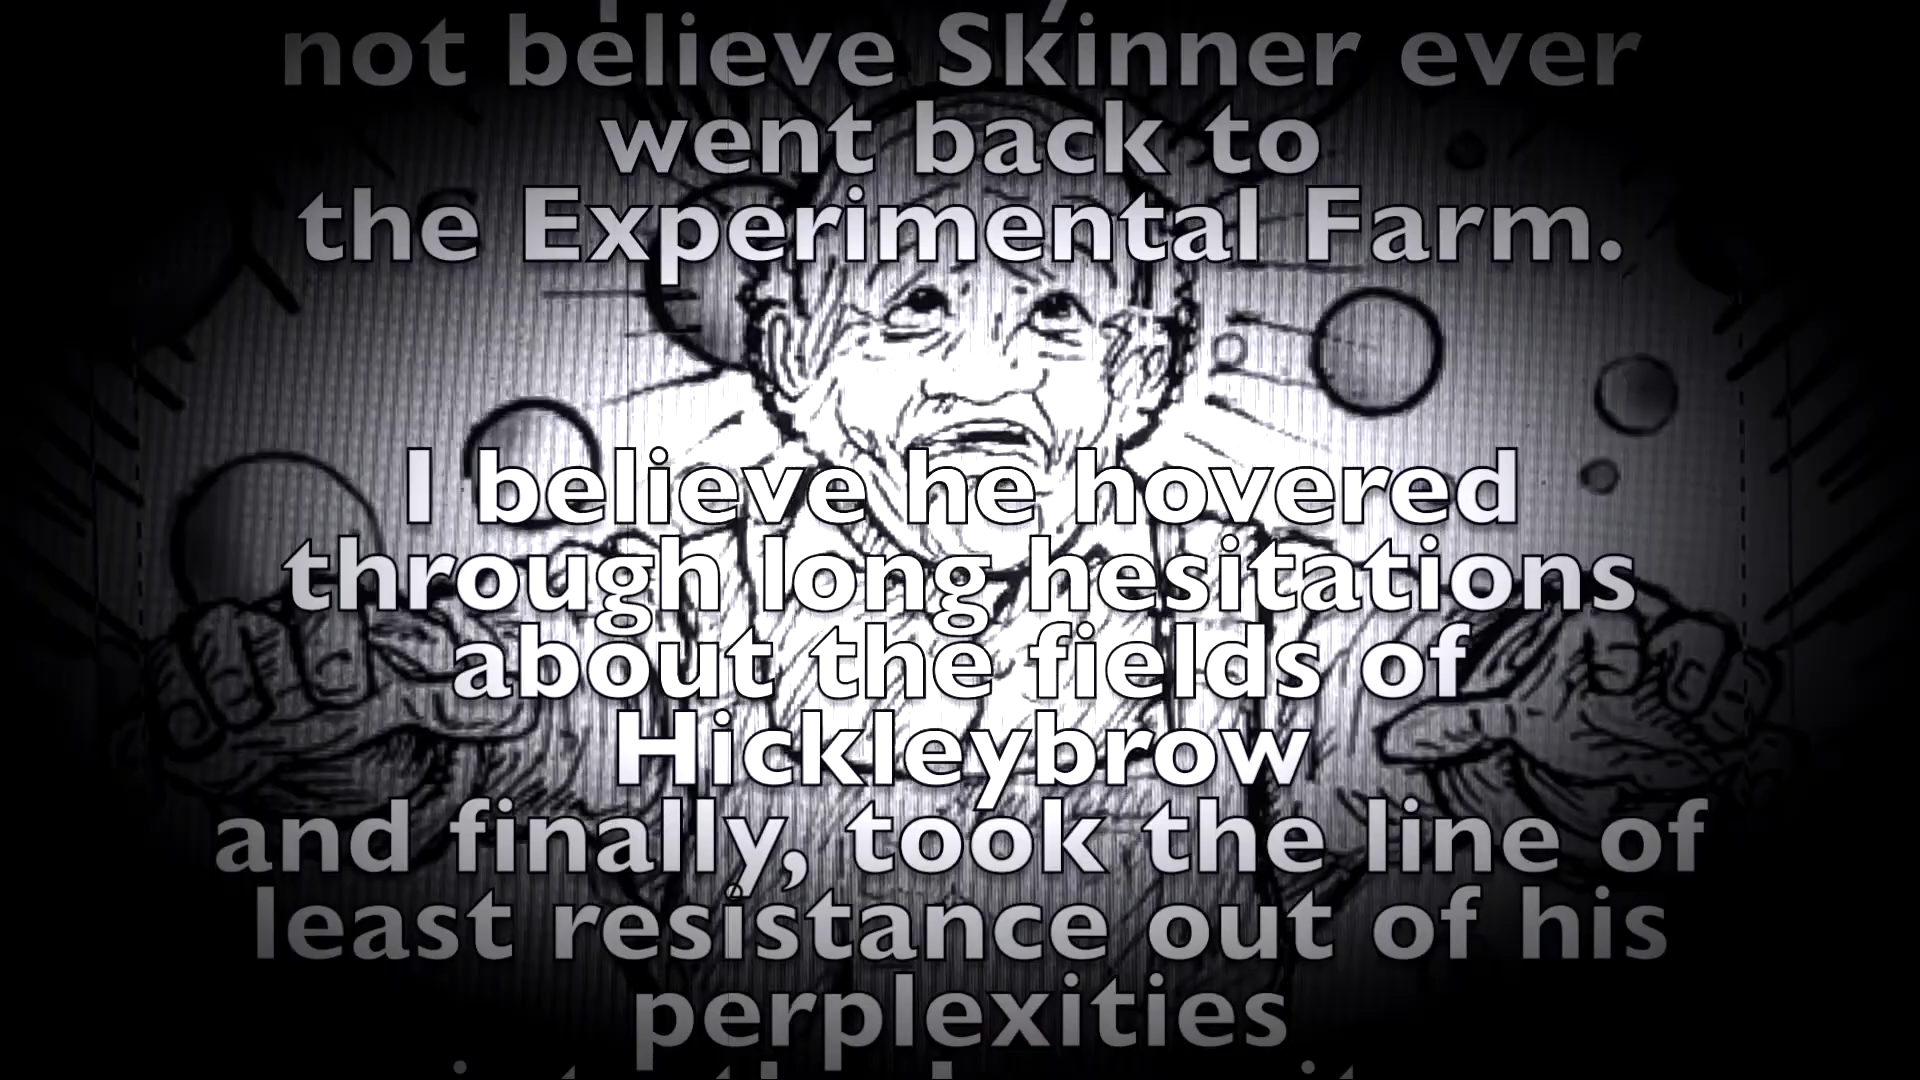 not believe Skinner ever
went back to
the Experimental Farm.
I believe he hovered
through long hesitations
about the fields of
Hickleybrow
and finally, took the line of
least resistance out of his
perplexities